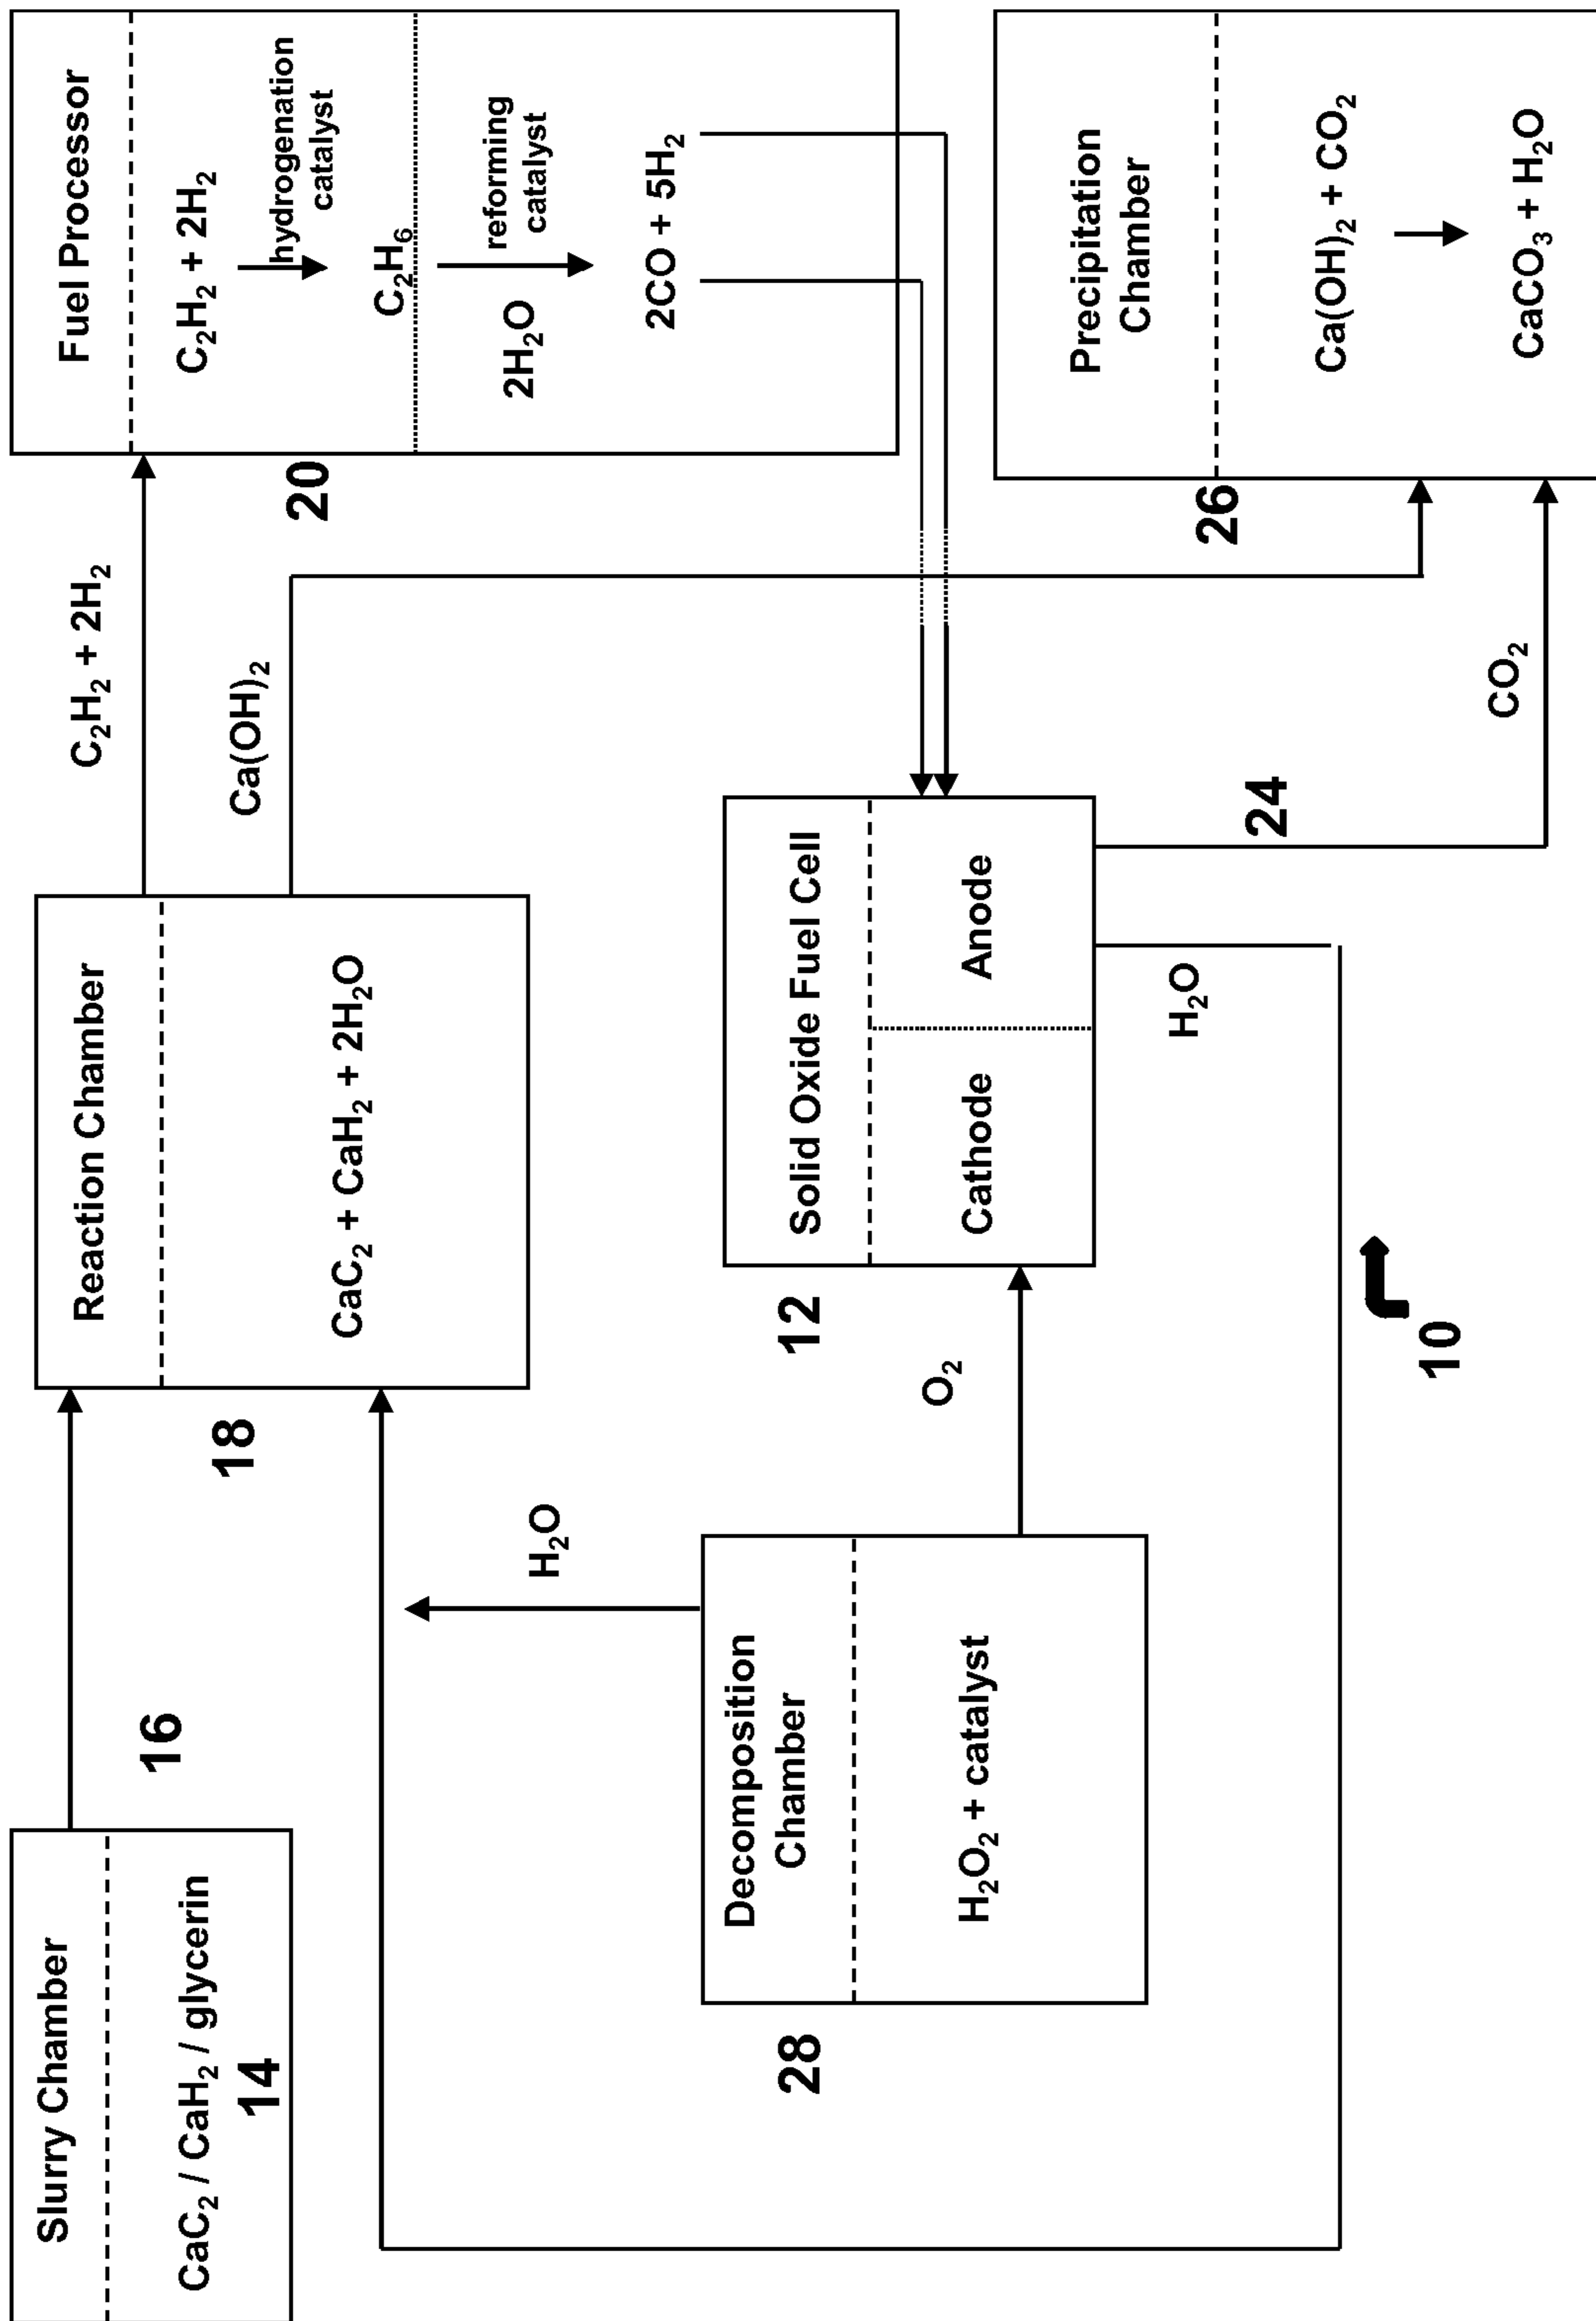 Slurry Chamber
CaC₂ / CaH₂ / glycerin
14
16
Reaction Chamber
CaC₂ + CaH₂ + 2H₂O
18
C₂H₂ + 2H₂
Ca(OH)₂
Fuel Processor
C₂H₂ + 2H₂
hydrogenation
catalyst
C₂H₆
2H₂O
reforming
catalyst
2CO + 5H₂
20
Decomposition
Chamber
H₂O₂ + catalyst
28
H₂O
O₂
Solid Oxide Fuel Cell
Cathode
Anode
12
H₂O
24
CO₂
Precipitation
Chamber
Ca(OH)₂ + CO₂
CaCO₃ + H₂O
26
10